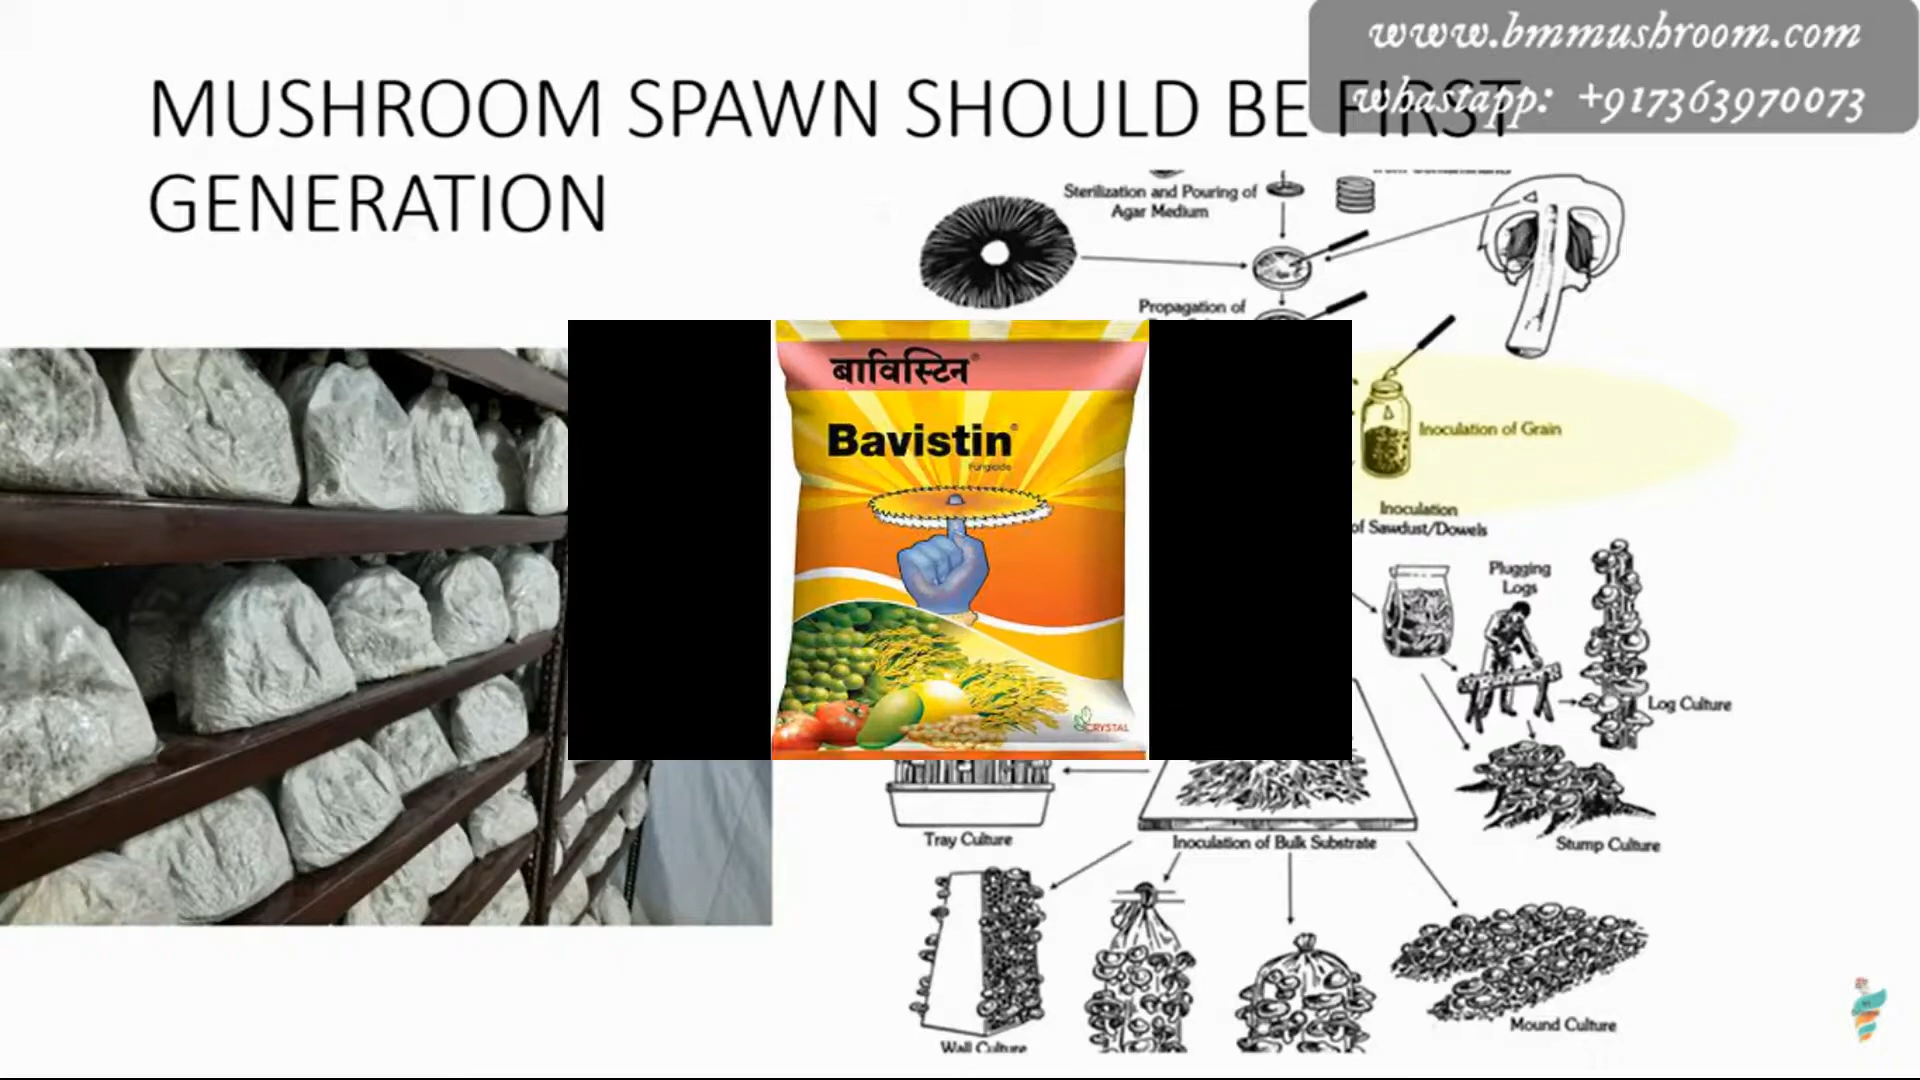 www.bmmushroom.com
whastapp: +917363970073
MUSHROOM SPAWN SHOULD BE FIRST
GENERATION
Sterilization and Pouring of
Agar Medium
Propagation of
बाविस्टिन®
Bavistin®
Fungicide
CRYSTAL
Inoculation of Grain
Inoculation
of Sawdust/Dowels
Plugging
Logs
Log Culture
Tray Culture
Inoculation of Bulk Substrate
Stump Culture
Wall Culture
Mound Culture